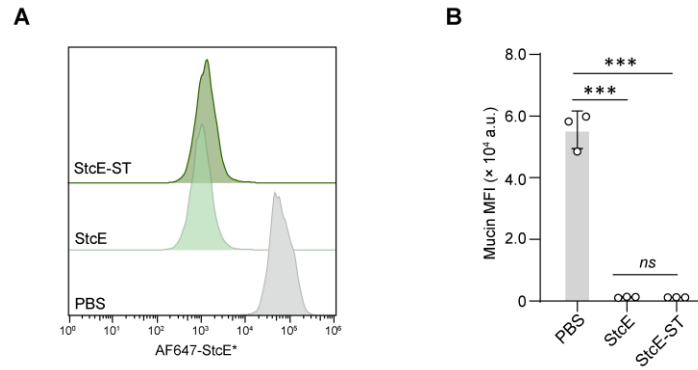 A
StcE-ST
StcE
PBS
10⁰ 10¹ 10² 10³ 10⁴ 10⁵ 10⁶
AF647-StcE*
B
8.0
6.0
4.0
2.0
0
Mucin MFI (× 10⁴ a.u.)
***
***
ns
PBS
StcE
StcE-ST